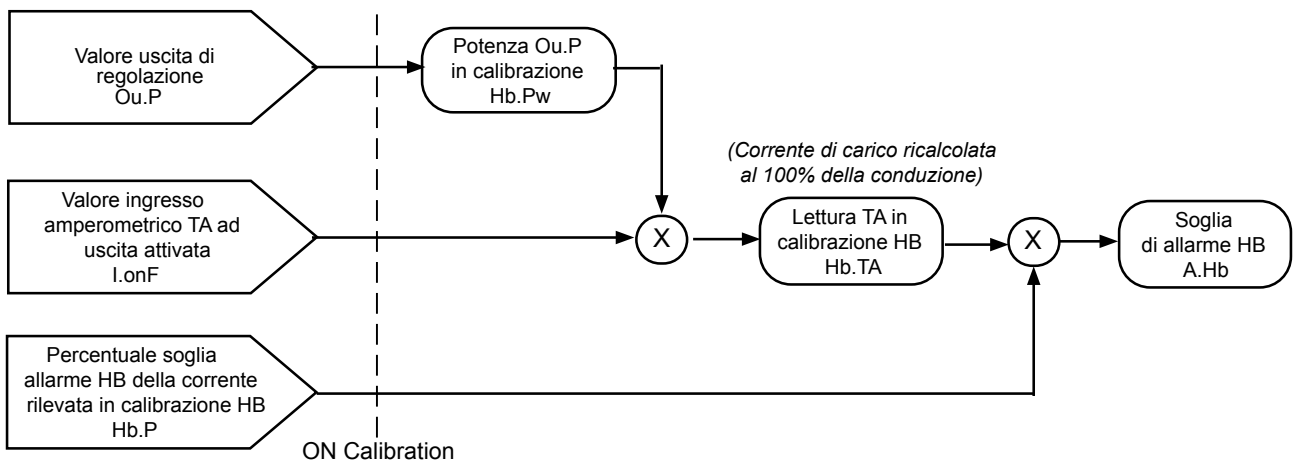 Valore uscita di
regolazione
Ou.P
Potenza Ou.P
in calibrazione
Hb.Pw
(Corrente di carico ricalcolata
al 100% della conduzione)
Valore ingresso
amperometrico TA ad
uscita attivata
I.onF
X
Lettura TA in
calibrazione HB
Hb.TA
X
Soglia
di allarme HB
A.Hb
Percentuale soglia
allarme HB della corrente
rilevata in calibrazione HB
Hb.P
ON Calibration